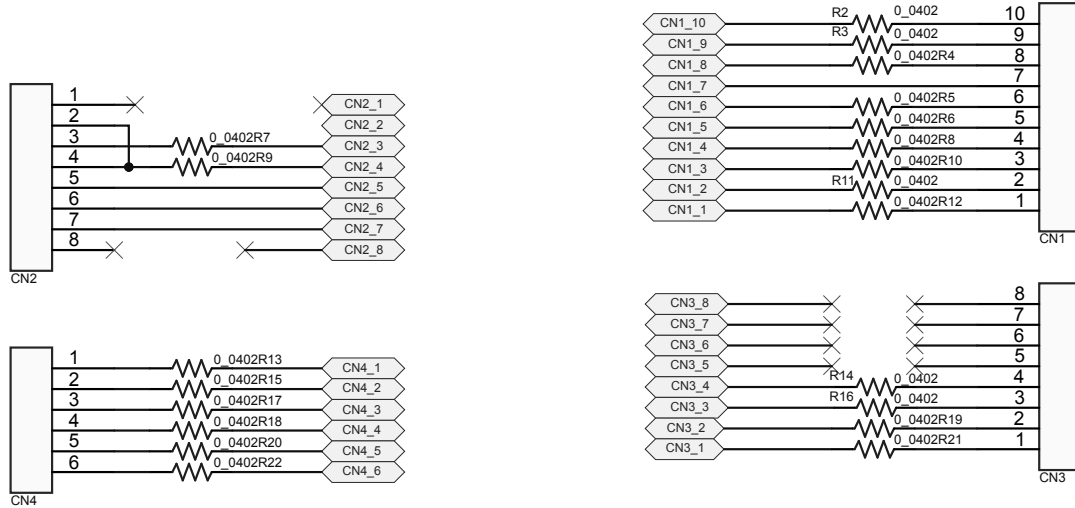 1 CN2_1
2 CN2_2
3 0_0402R7 CN2_3
4 0_0402R9 CN2_4
5 CN2_5
6 CN2_6
7 CN2_7
8 CN2_8
CN2
1 0_0402R13 CN4_1
2 0_0402R15 CN4_2
3 0_0402R17 CN4_3
4 0_0402R18 CN4_4
5 0_0402R20 CN4_5
6 0_0402R22 CN4_6
CN4
CN1_10 R2 0_0402 10
CN1_9 R3 0_0402 9
CN1_8 0_0402R4 8
CN1_7 7
CN1_6 0_0402R5 6
CN1_5 0_0402R6 5
CN1_4 0_0402R8 4
CN1_3 0_0402R10 3
CN1_2 R11 0_0402 2
CN1_1 0_0402R12 1
CN1
CN3_8 8
CN3_7 7
CN3_6 6
CN3_5 5
CN3_4 R14 0_0402 4
CN3_3 R16 0_0402 3
CN3_2 0_0402R19 2
CN3_1 0_0402R21 1
CN3